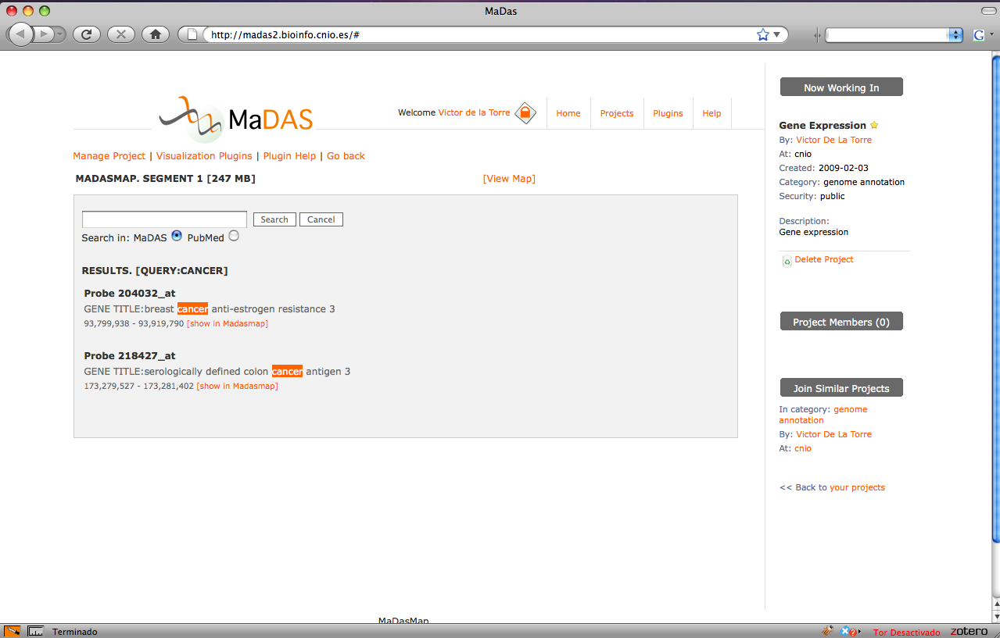 MaDas
http://madas2.bioinfo.cnio.es/#
G
MaDAS
Welcome Victor de la Torre
Home
Projects
Plugins
Help
Manage Project | Visualization Plugins | Plugin Help | Go back
MADASMAP. SEGMENT 1 [247 MB]
[View Map]
Search
Cancel
Search in: MaDAS PubMed
RESULTS. [QUERY:CANCER]
Probe 204032_at
GENE TITLE:breast cancer anti-estrogen resistance 3
93,799,938 - 93,919,790 [show in Madasmap]
Probe 218427_at
GENE TITLE:serologically defined colon cancer antigen 3
173,279,527 - 173,281,402 [show in Madasmap]
MaDasMap
Now Working In
Gene Expression
By: Victor De La Torre
At: cnio
Created: 2009-02-03
Category: genome annotation
Security: public
Description:
Gene expression
Delete Project
Project Members (0)
Join Similar Projects
In category: genome
annotation
By: Victor De La Torre
At: cnio
<< Back to your projects
Terminado
Tor Desactivado
zotero